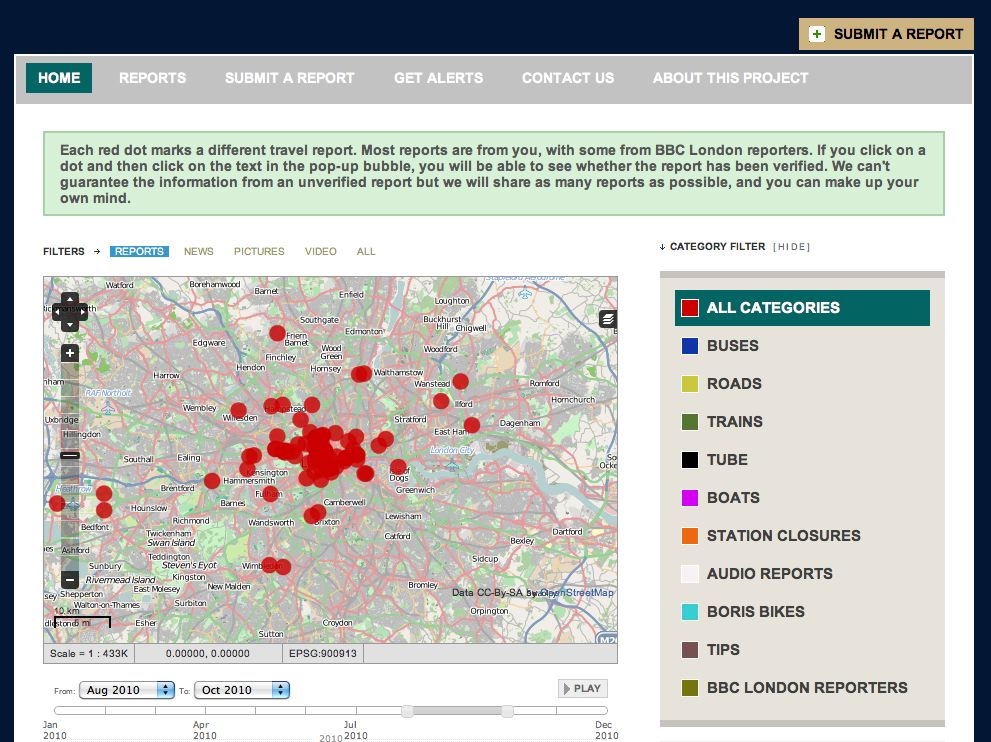 SUBMIT A REPORT
HOME REPORTS SUBMIT A REPORT GET ALERTS CONTACT US ABOUT THIS PROJECT
Each red dot marks a different travel report. Most reports are from you, with some from BBC London reporters. If you click on a
dot and then click on the text in the pop-up bubble, you will be able to see whether the report has been verified. We can't
guarantee the information from an unverified report but we will share as many reports as possible, and you can make up your
own mind.
FILTERS → REPORTS NEWS PICTURES VIDEO ALL
Watford
Borehamwood
Barnet
Enfield
Loughton
Southgate
Buckhurst
Hill
Chigwell
Edgware
Friern
Barnet
Edmonton
Wood
Green
Woodford
Finchley
Hendon
Hornsey
Walthamstow
Harrow
Wanstead
Romford
RAF Northolt
Hornchurch
Wembley
Hampstead
Ilford
Uxbridge
Stratford
Dagenham
Hillingdon
East Ham
London City
Southall
Ealing
Kensington
Isle of
Dogs
Heathrow
Brentford
Hammersmith
Greenwich
Fulham
Hounslow
Barnes
Camberwell
Bedfont
Richmond
Wandsworth
Brixton
Lewisham
Twickenham
Swan Island
Catford
Dartford
Bexley
Ashford
Teddington
Sidcup
Sunbury
Steven's Eyot
Rivermead Island
Kingston
New Malden
Bromley
Shepperton
East Molesey
Data CC-By-SA by OpenStreetMap
Walton-on-Thames
Surbiton
Orpington
10 km
6 mi
Esher
Croydon
Sutton
Scale = 1 : 433K 0.00000, 0.00000 EPSG:900913
From: Aug 2010 To: Oct 2010 PLAY
Jan
2010
Apr
2010
2010
Jul
2010
Dec
2010
↓ CATEGORY FILTER [HIDE]
ALL CATEGORIES
BUSES
ROADS
TRAINS
TUBE
BOATS
STATION CLOSURES
AUDIO REPORTS
BORIS BIKES
TIPS
BBC LONDON REPORTERS